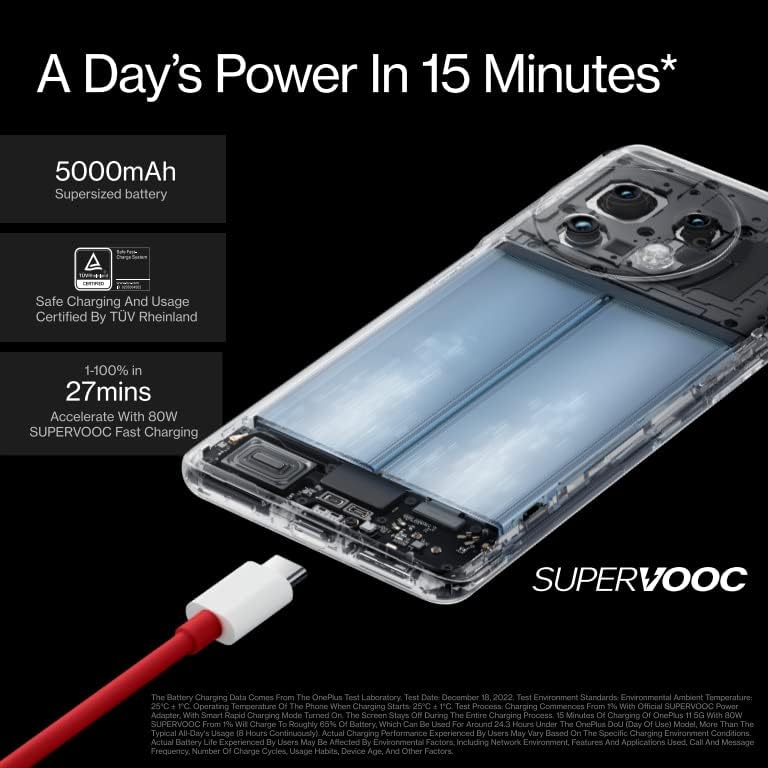 A Day's Power In 15 Minutes*
5000mAh
Supersized battery
TÜVRheinland
CERTIFIED
Safe Fast-
Charge System
Safe Charging And Usage
Certified By TÜV Rheinland
1-100% in
27mins
Accelerate With 80W
SUPERVOOC Fast Charging
SUPERVOOC
The Battery Charging Data Comes From The OnePlus Test Laboratory. Test Date: December 18, 2022. Test Environment Standards: Environmental Ambient Temperature:
25°C ± 1°C. Operating Temperature Of The Phone When Charging Starts: 25°C ± 1°C. Test Process: Charging Commences From 1% With Official SUPERVOOC Power
Adapter, With Smart Rapid Charging Mode Turned On. The Screen Stays Off During The Entire Charging Process. 15 Minutes Of Charging Of OnePlus 11 5G With 80W
SUPERVOOC From 1% Will Charge To Roughly 65% Of Battery, Which Can Be Used For Around 24.3 Hours Under The OnePlus DoU (Day Of Use) Model, More Than The
Typical All-Day's Usage (8 Hours Continuously). Actual Charging Performance Experienced By Users May Vary Based On The Specific Charging Environment Conditions.
Actual Battery Life Experienced By Users May Be Affected By Environmental Factors, including Network Environment, Features And Applications Used, Call And Message
Frequency, Number Of Charge Cycles, Usage Habits, Device Age, And Other Factors.